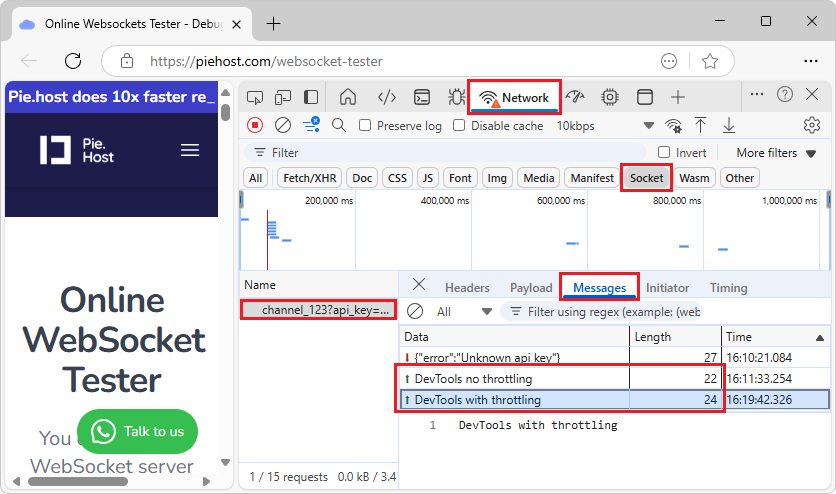 Online Websockets Tester - Debu
https://piehost.com/websocket-tester
Pie.host does 10x faster re_
Pie.
Host
Online
WebSocket
Tester
You
WebSocket server
Talk to us
Network
Preserve log
Disable cache
10kbps
Filter
Invert
More filters
All
Fetch/XHR
Doc
CSS
JS
Font
Img
Media
Manifest
Socket
Wasm
Other
200,000 ms
400,000 ms
600,000 ms
800,000 ms
1,000,000 ms
Name
channel_123?api_key=...
1 / 15 requests 0.0 kB / 3.4
Headers
Payload
Messages
Initiator
Timing
All
Filter using regex (example: (web
Data Length Time
{"error":"Unknown api key"} 27 16:10:21.084
DevTools no throttling 22 16:11:33.254
DevTools with throttling 24 16:19:42.326
1 DevTools with throttling